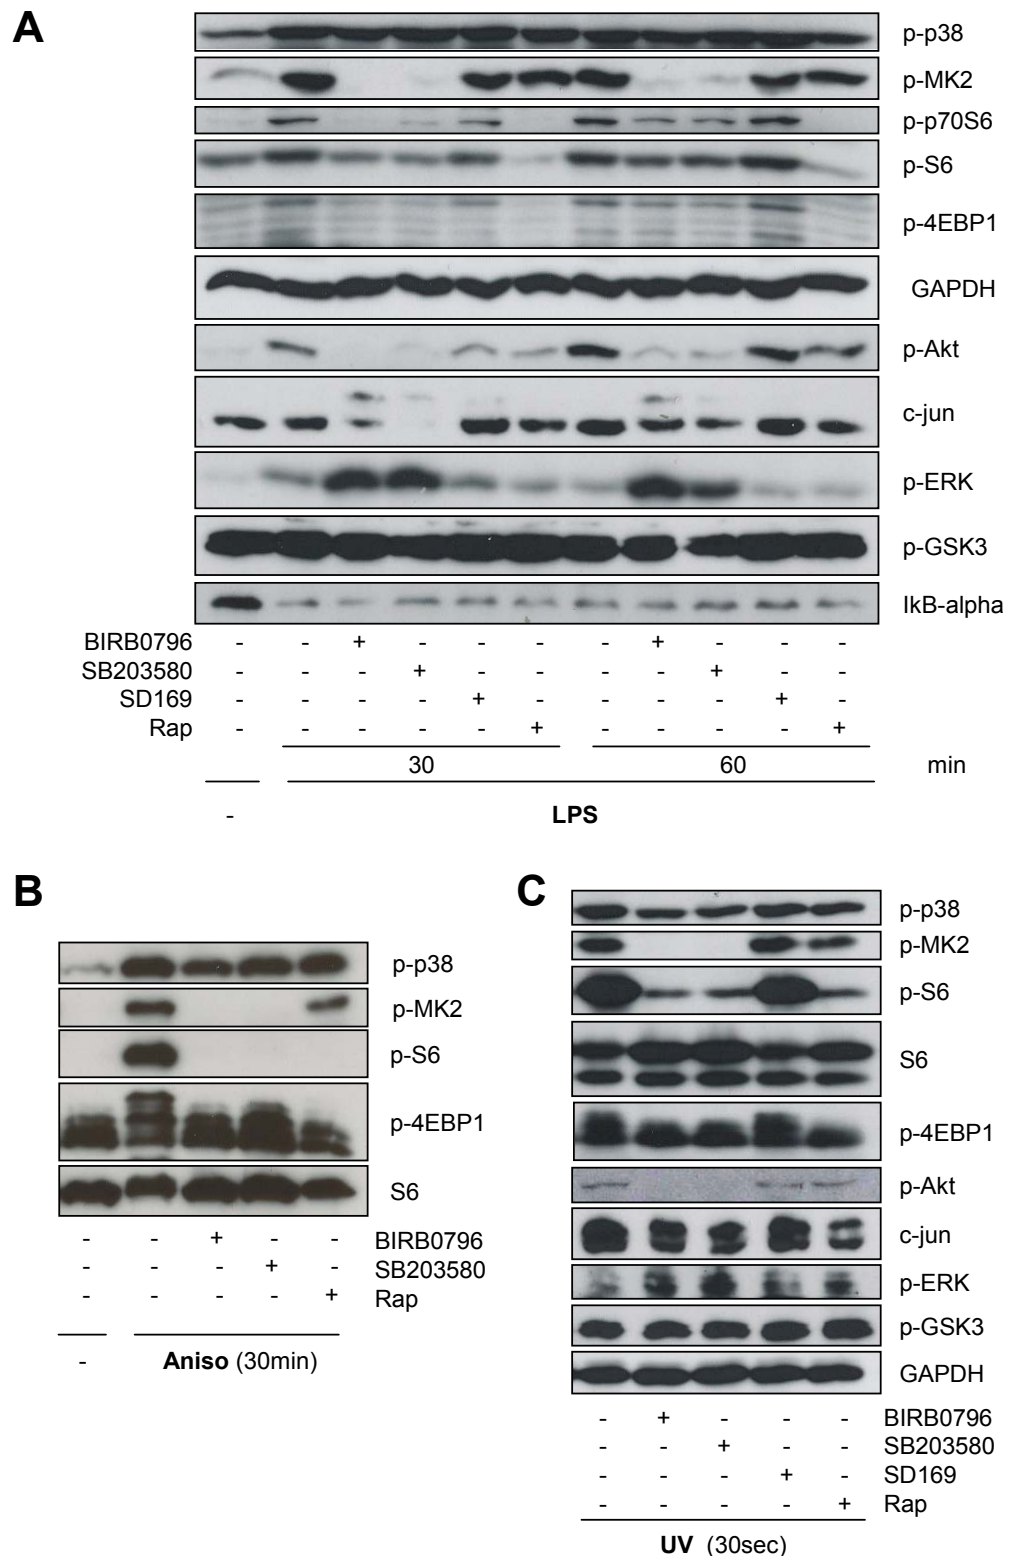 A
p-p38
p-MK2
p-p70S6
p-S6
p-4EBP1
GAPDH
p-Akt
c-jun
p-ERK
p-GSK3
IkB-alpha
BIRB0796 - - + - - - - + - - -
SB203580 - - - + - - - - + - -
SD169 - - - - + - - - - + -
Rap - - - - - + - - - - +
30 60 min
- LPS
B
p-p38
p-MK2
p-S6
p-4EBP1
S6
- - + - - BIRB0796
- - - + - SB203580
- - - - + Rap
- Aniso (30min)
C
p-p38
p-MK2
p-S6
S6
p-4EBP1
p-Akt
c-jun
p-ERK
p-GSK3
GAPDH
- + - - - BIRB0796
- - + - - SB203580
- - - + - SD169
- - - - + Rap
UV (30sec)